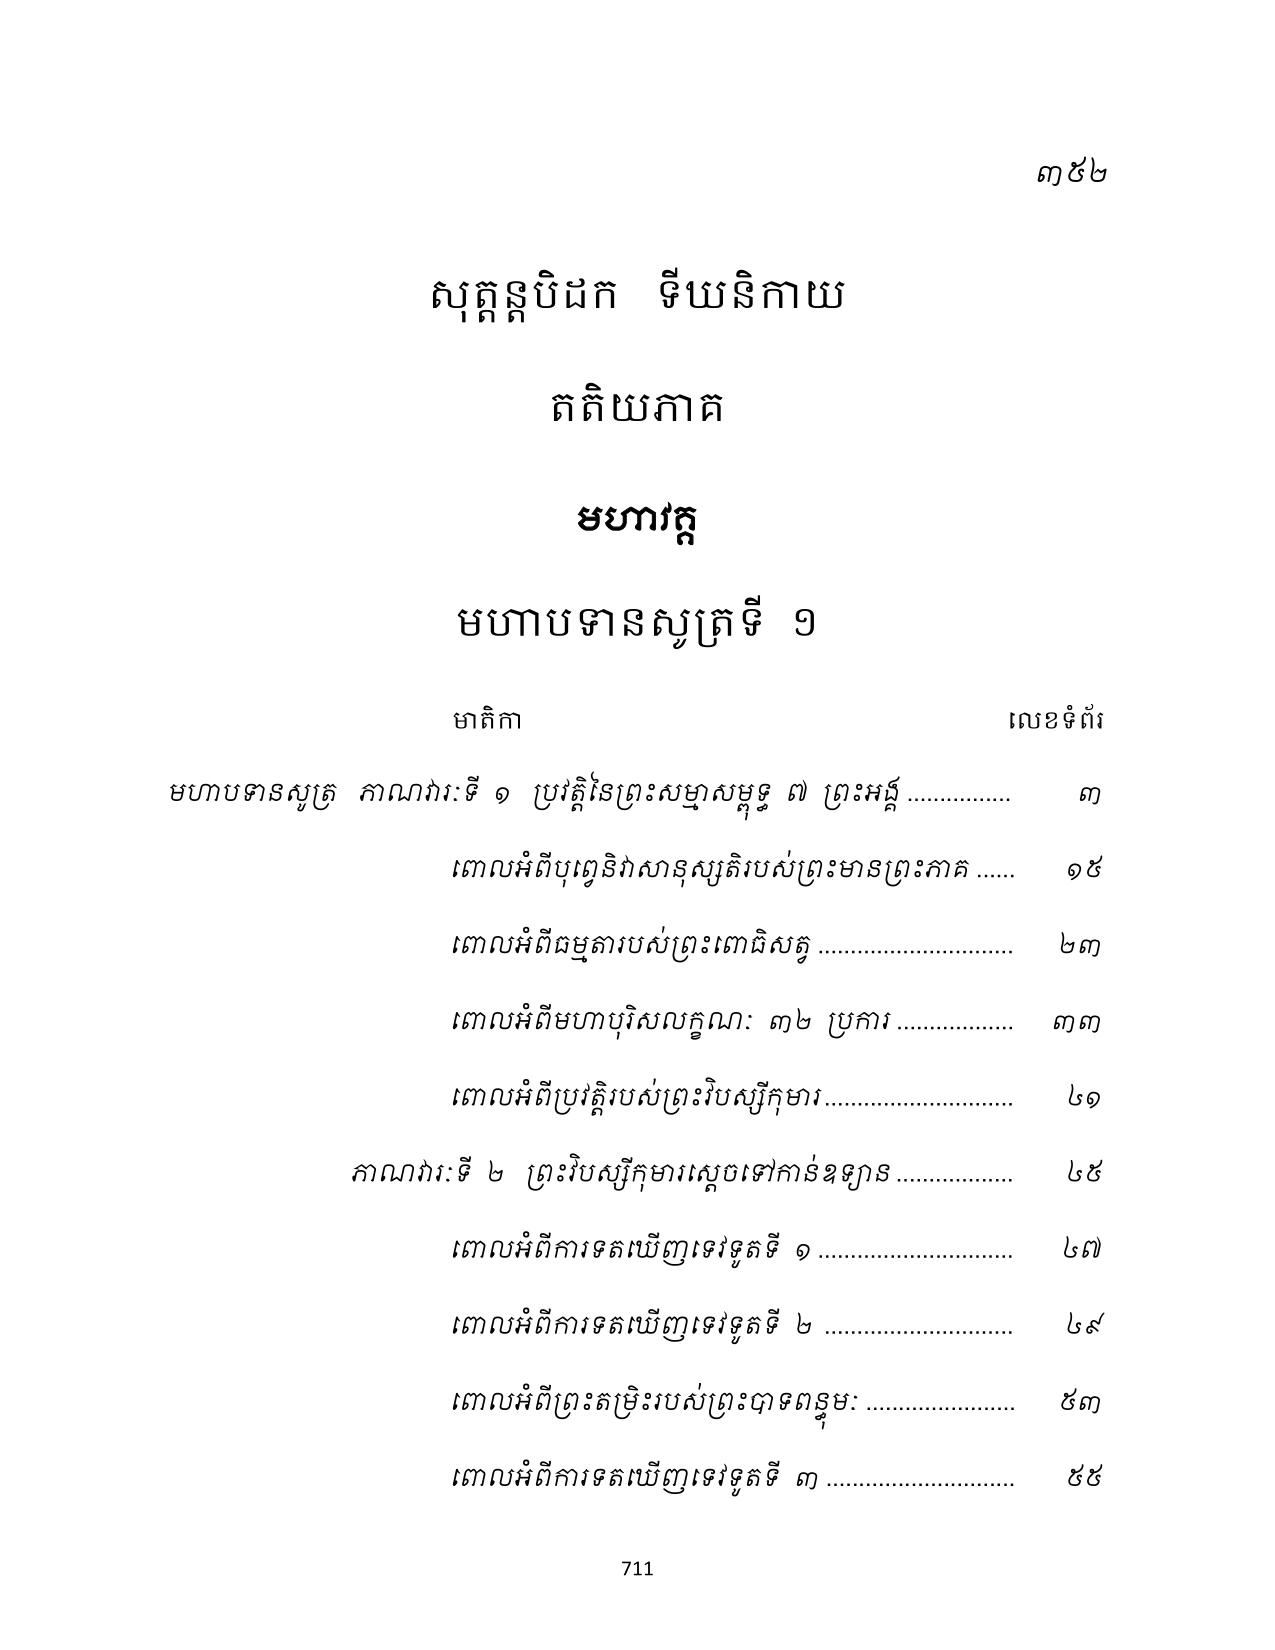 ៣៥២
សុត្តន្តបិដក ទីឃនិកាយ
តតិយភាគ
មហាវគ្គ
មហាបទានសូត្រទី ១
មាតិកា លេខទំព័រ
មហាបទានសូត្រ ភាណវារៈទី ១ ប្រវត្តិនៃព្រះសម្មាសម្ពុទ្ធ ៧ ព្រះអង្គ ................ ៣
ពោលអំពីបុព្វេនិវាសានុស្សតិរបស់ព្រះមានព្រះភាគ ...... ១៥
ពោលអំពីធម្មតារបស់ព្រះពោធិសត្វ .............................. ២៣
ពោលអំពីមហាបុរិសលក្ខណៈ ៣២ ប្រការ .................. ៣៣
ពោលអំពីប្រវត្តិរបស់ព្រះវិបស្សីកុមារ ............................. ៤១
ភាណវារៈទី ២ ព្រះវិបស្សីកុមារស្តេចទៅកាន់ឧទ្យាន .................. ៤៥
ពោលអំពីការទតឃើញទេវទូតទី ១ .............................. ៤៧
ពោលអំពីការទតឃើញទេវទូតទី ២ ............................. ៤៩
ពោលអំពីព្រះតម្រិះរបស់ព្រះបាទពន្ធុមៈ ....................... ៥៣
ពោលអំពីការទតឃើញទេវទូតទី ៣ ............................. ៥៥
711